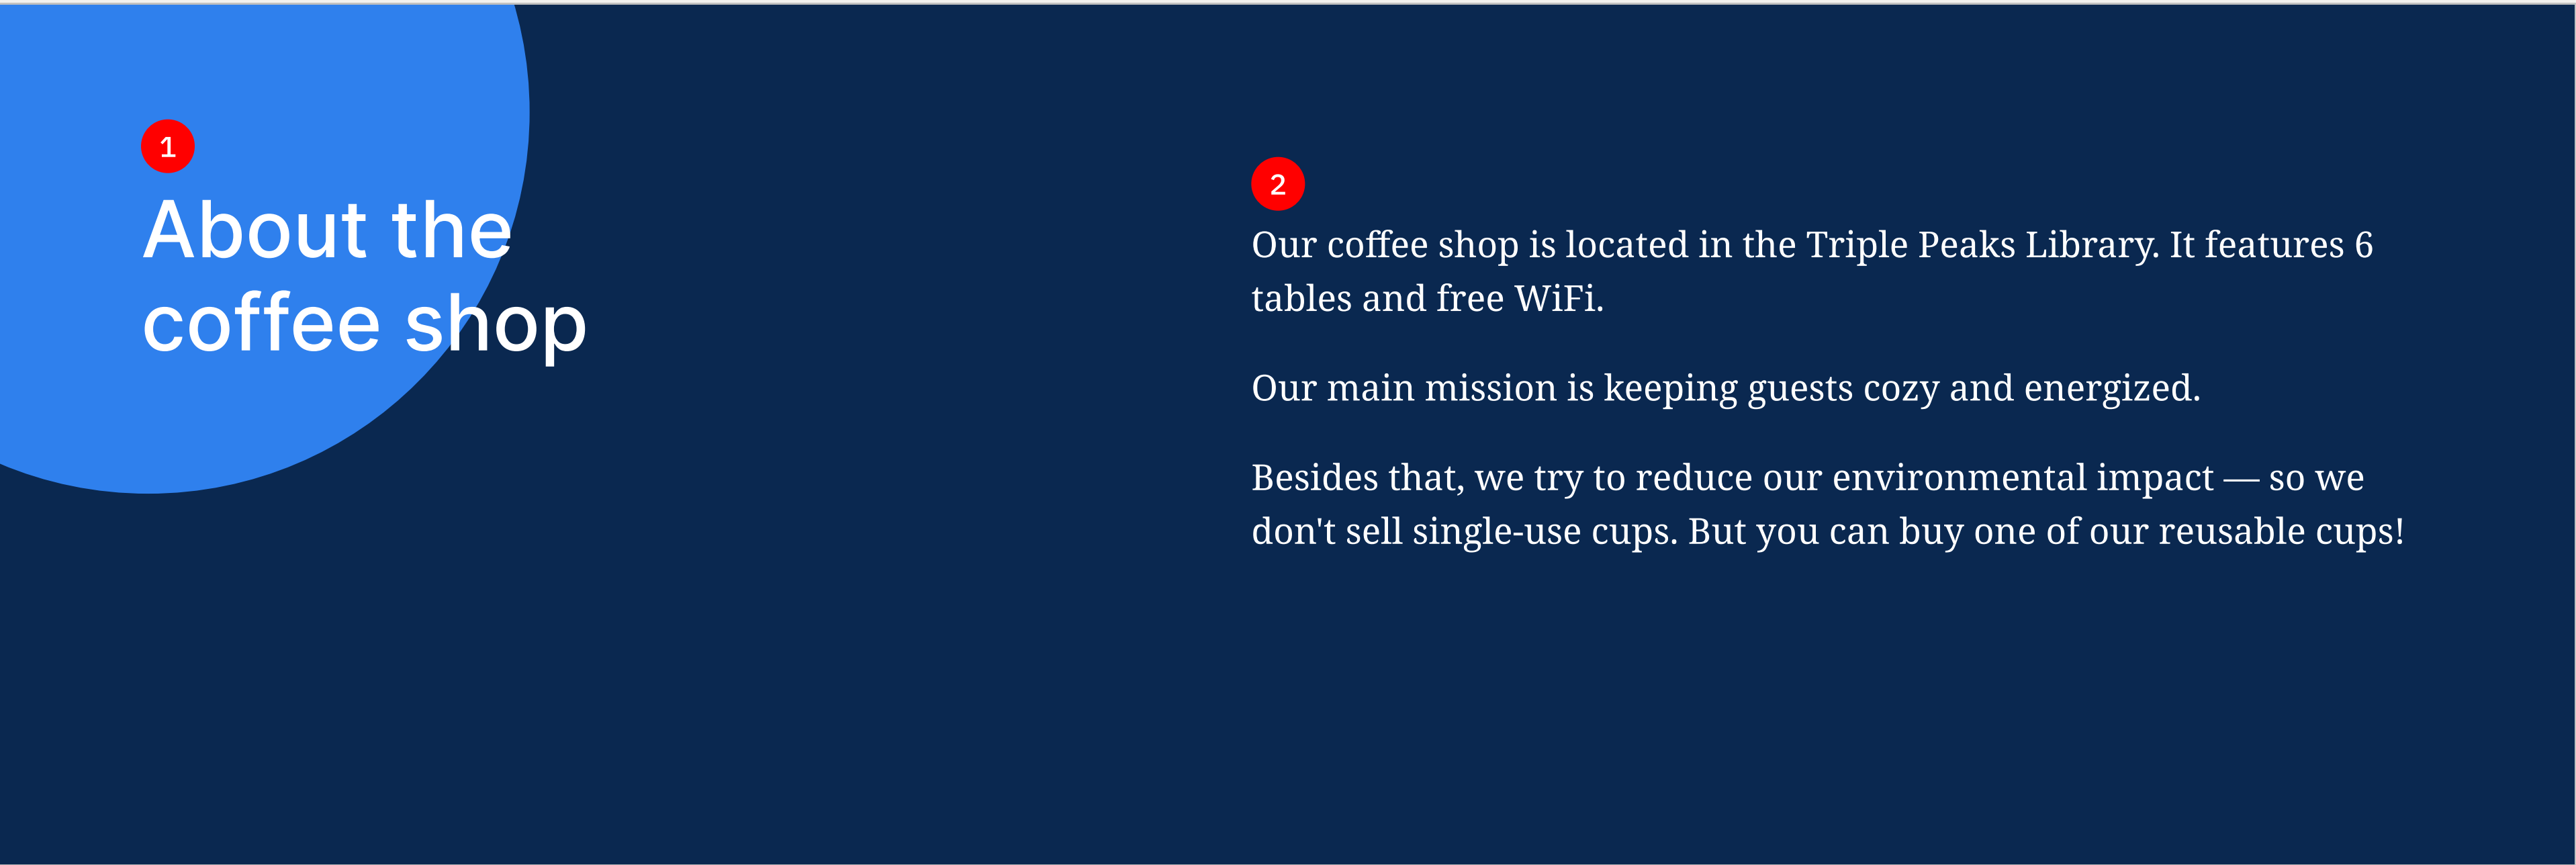 1
About the
coffee shop
2
Our coffee shop is located in the Triple Peaks Library. It features 6
tables and free WiFi.
Our main mission is keeping guests cozy and energized.
Besides that, we try to reduce our environmental impact — so we
don't sell single-use cups. But you can buy one of our reusable cups!